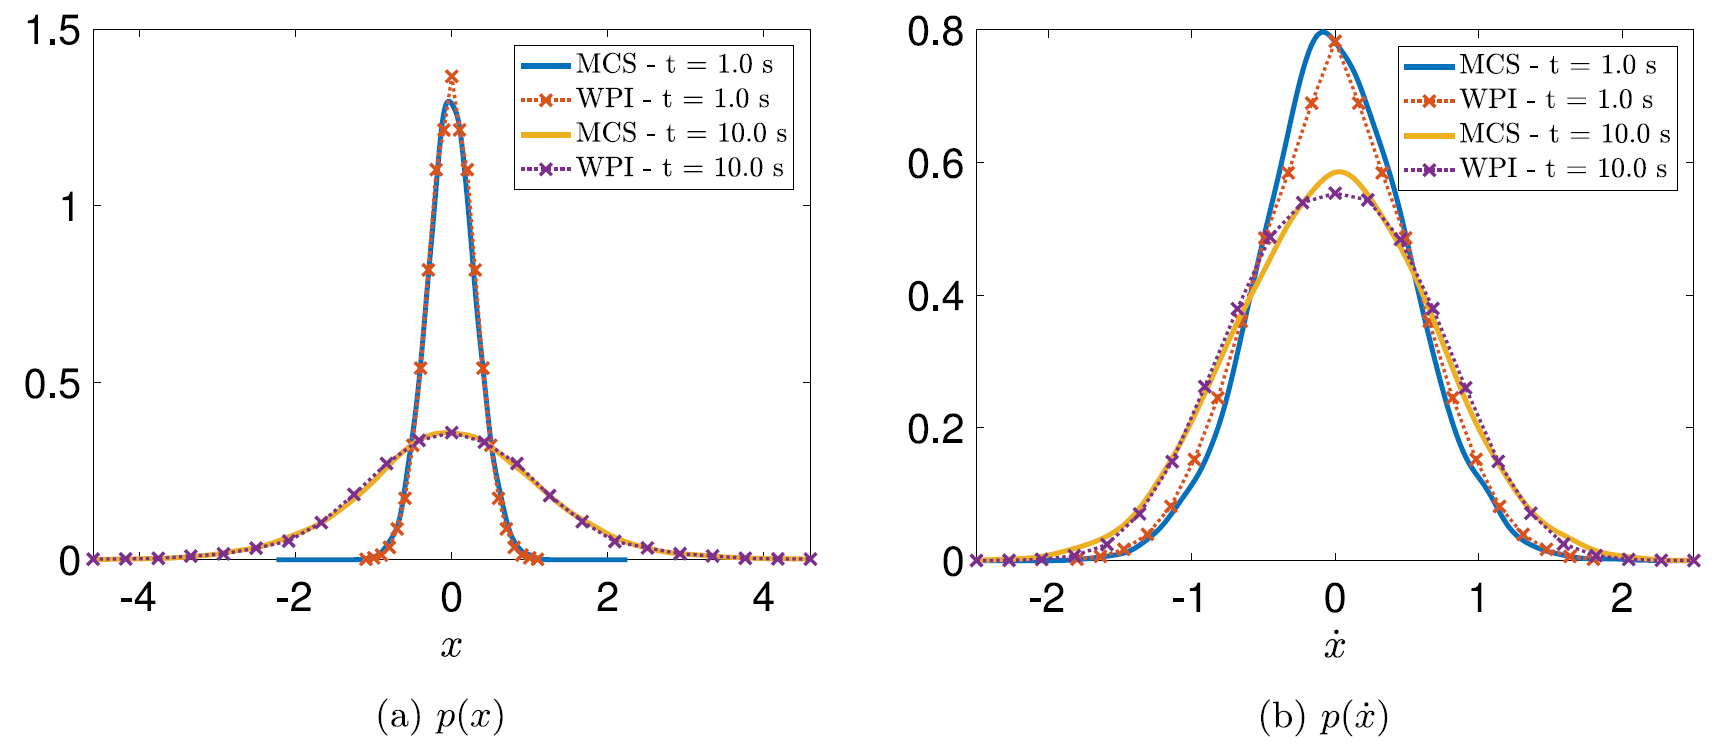 1.5
1
0.5
0
-4 -2 0 2 4
x
MCS - t = 1.0 s
WPI - t = 1.0 s
MCS - t = 10.0 s
WPI - t = 10.0 s
(a) p(x)
0.8
0.6
0.4
0.2
0
-2 -1 0 1 2
ẋ
MCS - t = 1.0 s
WPI - t = 1.0 s
MCS - t = 10.0 s
WPI - t = 10.0 s
(b) p(ẋ)